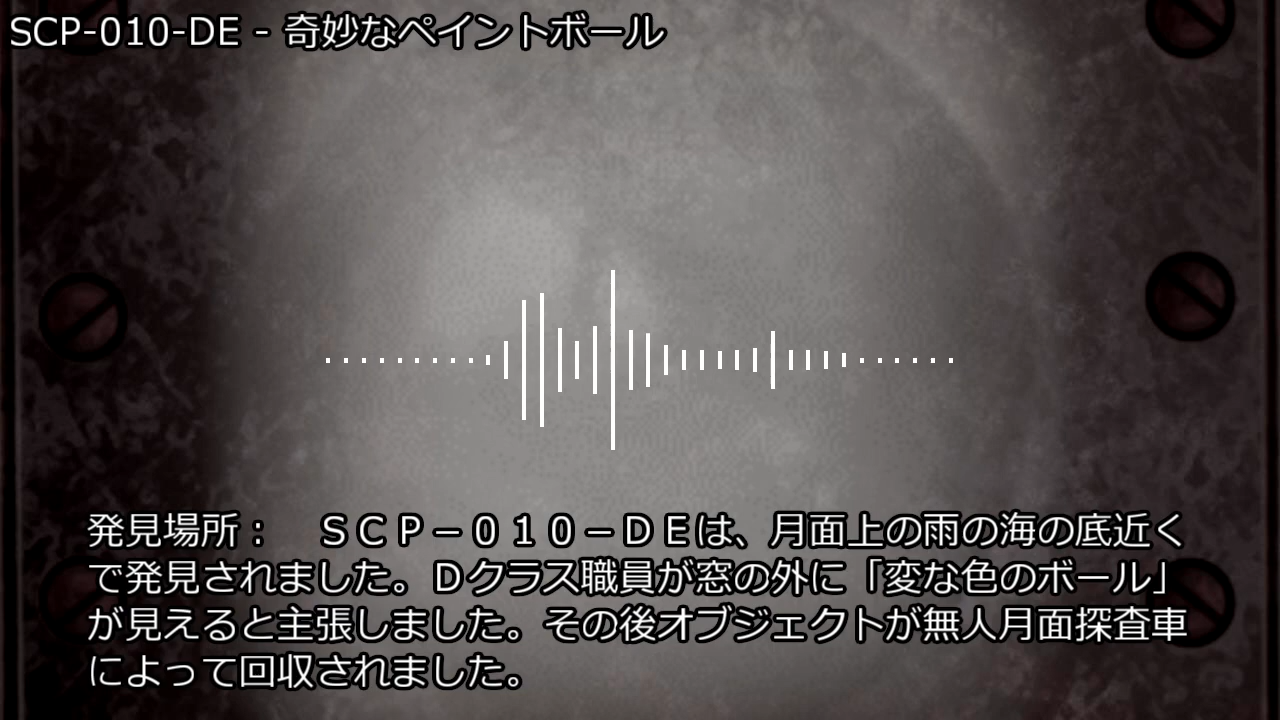 SCP-010-DE - 奇妙なペイントボール
発見場所：　ＳＣＰ－０１０－ＤＥは、月面上の雨の海の底近く
で発見されました。Ｄクラス職員が窓の外に「変な色のボール」
が見えると主張しました。その後オブジェクトが無人月面探査車
によって回収されました。